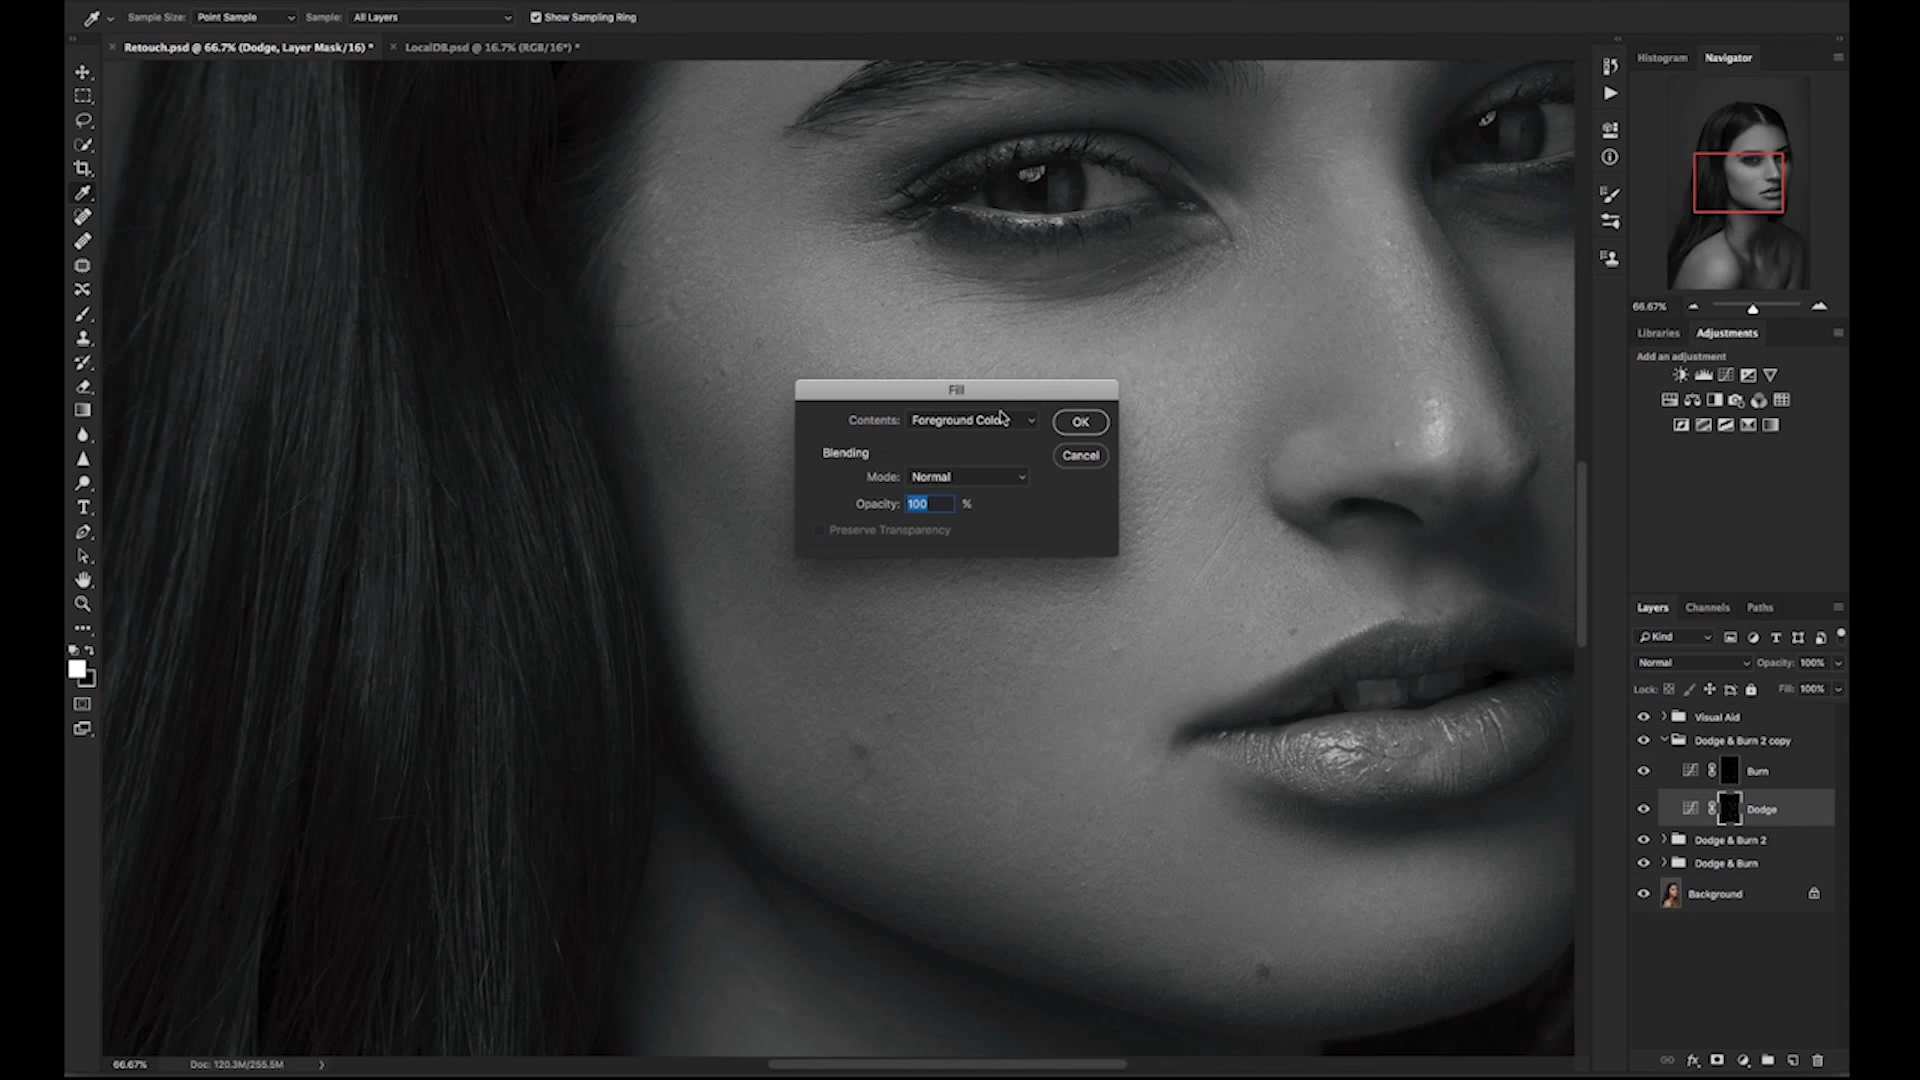 Sample Size: Point Sample Sample: All Layers Show Sampling Ring
Retouch.psd @ 66.7% (Dodge, Layer Mask/16) *
LocalDB.psd @ 16.7% (RGB/16*) *
Histogram Navigator
66.67%
Libraries Adjustments
Add an adjustment
Fill
Contents: Foreground Color
OK
Blending
Cancel
Mode: Normal
Opacity: 100 %
Preserve Transparency
Layers Channels Paths
Kind
Normal Opacity: 100%
Lock: Fill: 100%
Visual Aid
Dodge & Burn 2 copy
Burn
Dodge
Dodge & Burn 2
Dodge & Burn
Background
66.67% Doc: 120.3M/255.5M